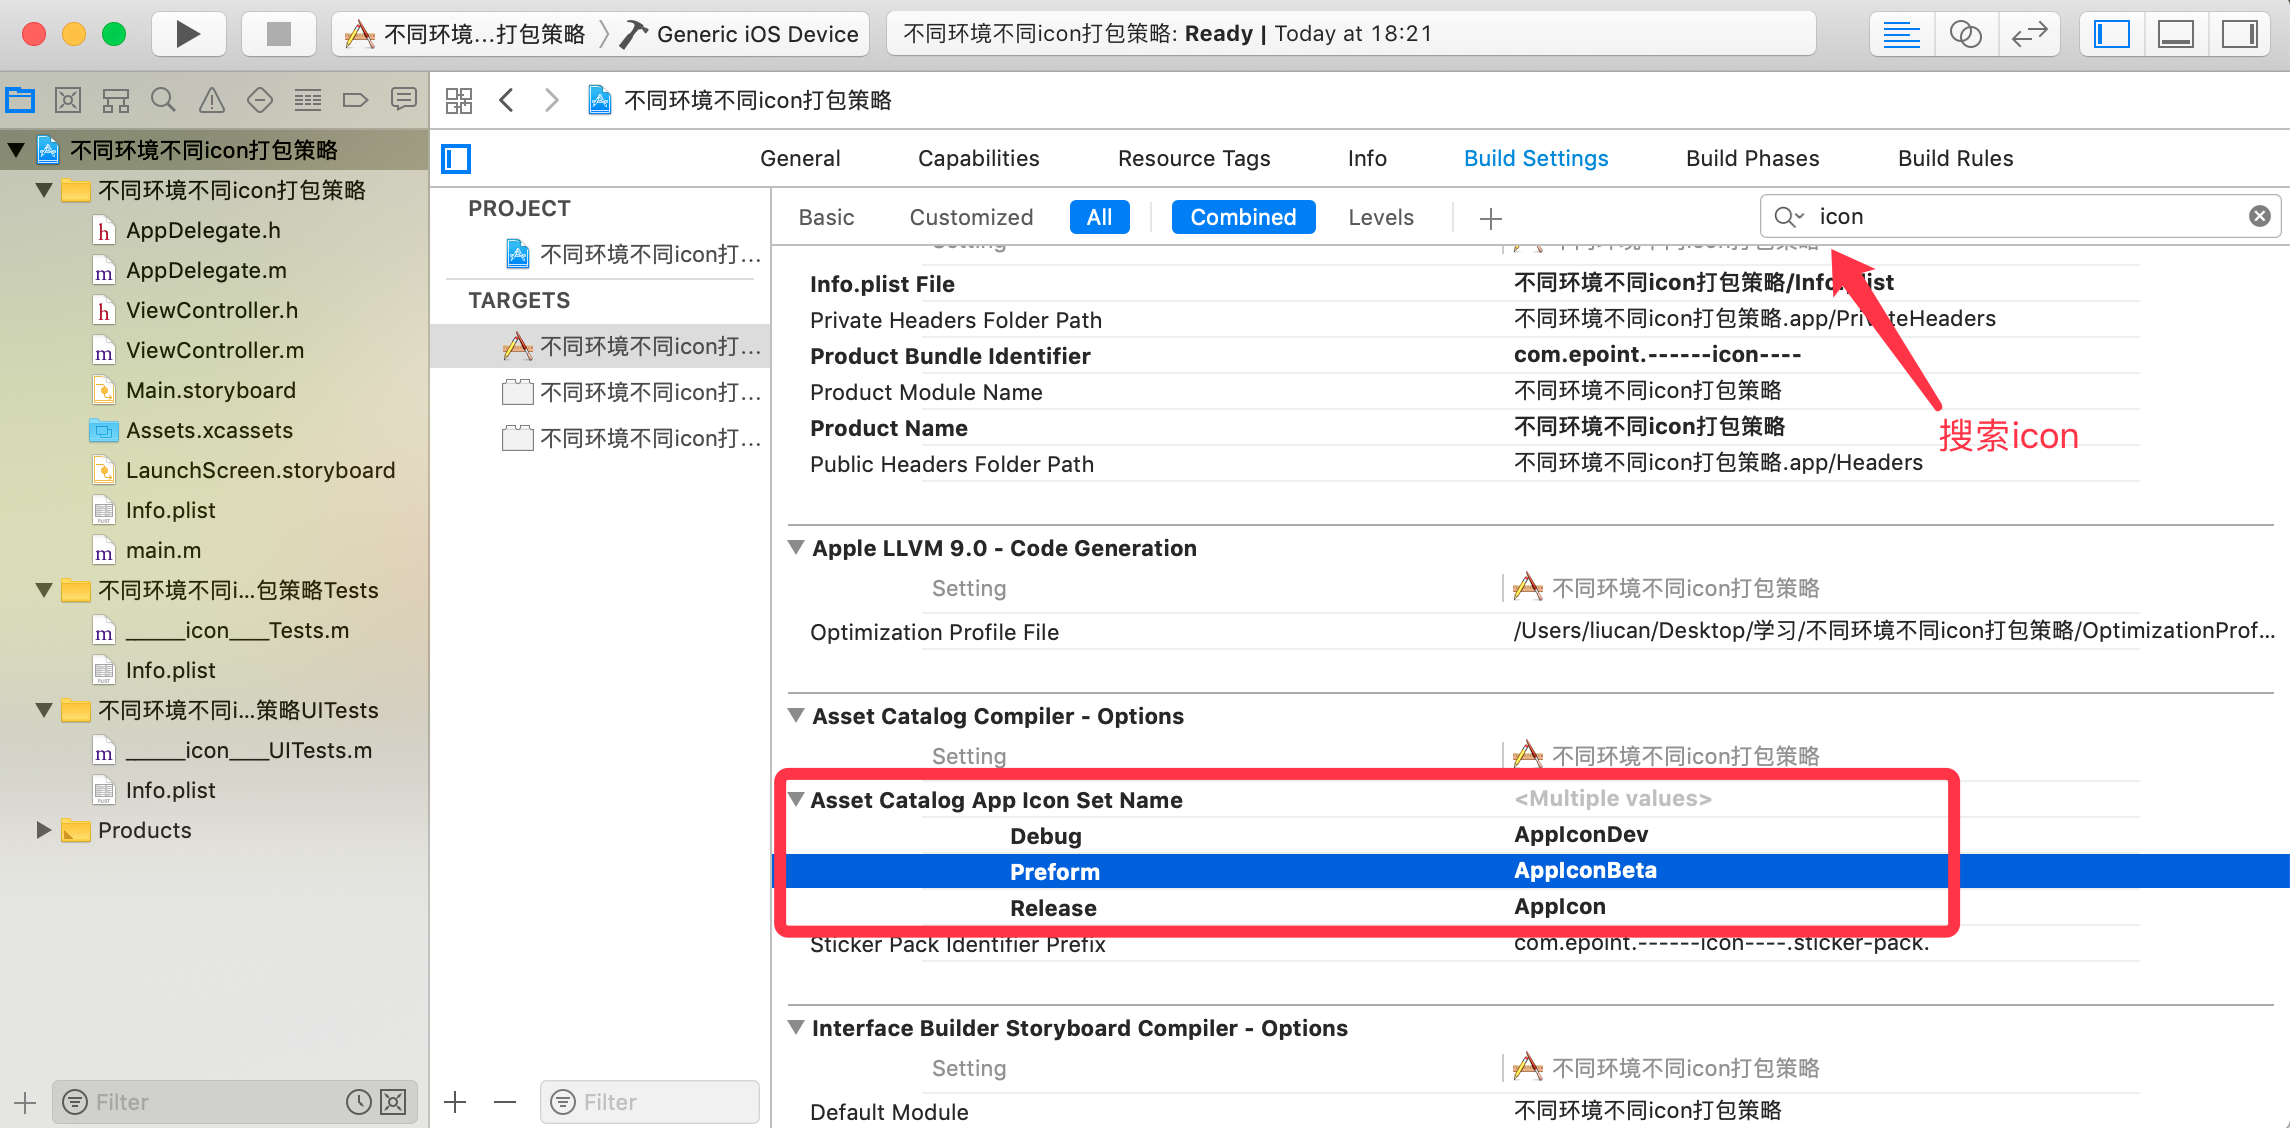 不同环境...打包策略 Generic iOS Device
不同环境不同icon打包策略: Ready | Today at 18:21
不同环境不同icon打包策略
不同环境不同icon打包策略
不同环境不同icon打包策略
AppDelegate.h
AppDelegate.m
ViewController.h
ViewController.m
Main.storyboard
Assets.xcassets
LaunchScreen.storyboard
Info.plist
main.m
不同环境不同i...包策略Tests
______icon____Tests.m
Info.plist
不同环境不同i...策略UITests
______icon____UITests.m
Info.plist
Products
Filter
General Capabilities Resource Tags Info Build Settings Build Phases Build Rules
PROJECT
不同环境不同icon打...
TARGETS
不同环境不同icon打...
不同环境不同icon打...
不同环境不同icon打...
Filter
Basic Customized All Combined Levels
icon
搜索icon
Setting 不同环境不同icon打包策略
Info.plist File 不同环境不同icon打包策略/Info.plist
Private Headers Folder Path 不同环境不同icon打包策略.app/PrivateHeaders
Product Bundle Identifier com.epoint.------icon----
Product Module Name 不同环境不同icon打包策略
Product Name 不同环境不同icon打包策略
Public Headers Folder Path 不同环境不同icon打包策略.app/Headers
Apple LLVM 9.0 - Code Generation
Setting 不同环境不同icon打包策略
Optimization Profile File /Users/liucan/Desktop/学习/不同环境不同icon打包策略/OptimizationProf...
Asset Catalog Compiler - Options
Setting 不同环境不同icon打包策略
Asset Catalog App Icon Set Name <Multiple values>
Debug AppIconDev
Preform AppIconBeta
Release AppIcon
Sticker Pack Identifier Prefix com.epoint.------icon----.sticker-pack.
Interface Builder Storyboard Compiler - Options
Setting 不同环境不同icon打包策略
Default Module 不同环境不同icon打包策略